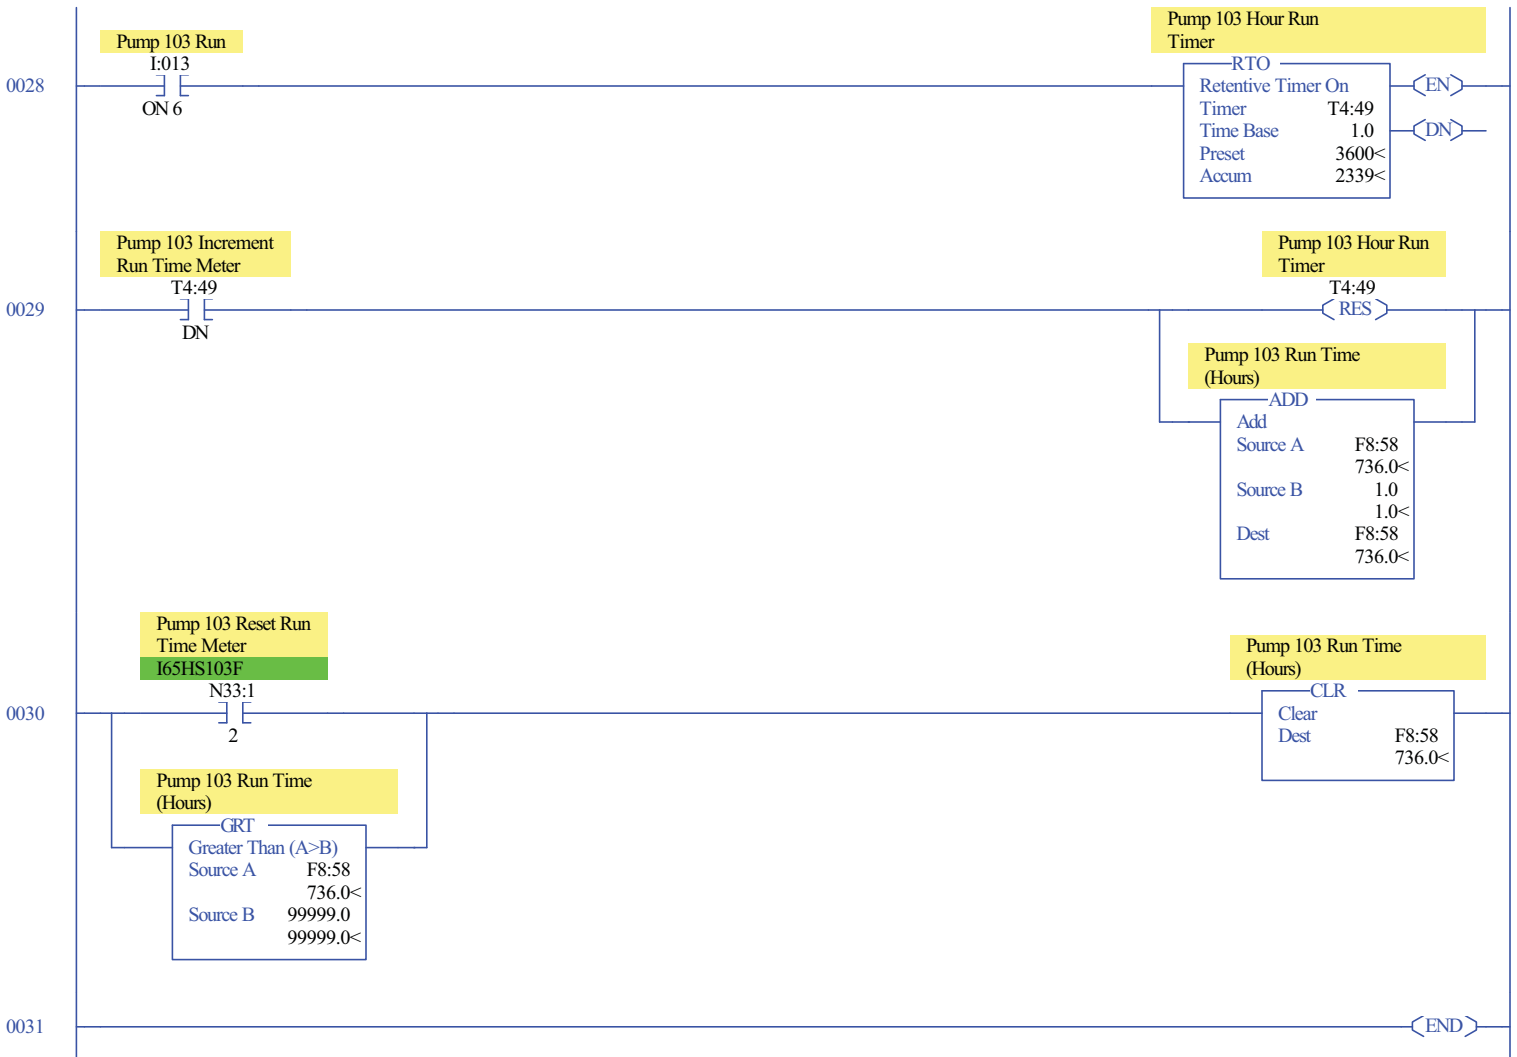 Pump 103 Run
I:013
ON 6
0028
Pump 103 Hour Run
Timer
RTO
Retentive Timer On
Timer T4:49
Time Base 1.0
Preset 3600<
Accum 2339<
EN
DN
Pump 103 Increment
Run Time Meter
T4:49
DN
0029
Pump 103 Hour Run
Timer
T4:49
RES
Pump 103 Run Time
(Hours)
ADD
Add
Source A F8:58
736.0<
Source B 1.0
1.0<
Dest F8:58
736.0<
Pump 103 Reset Run
Time Meter
I65HS103F
N33:1
2
0030
Pump 103 Run Time
(Hours)
GRT
Greater Than (A>B)
Source A F8:58
736.0<
Source B 99999.0
99999.0<
Pump 103 Run Time
(Hours)
CLR
Clear
Dest F8:58
736.0<
0031
END